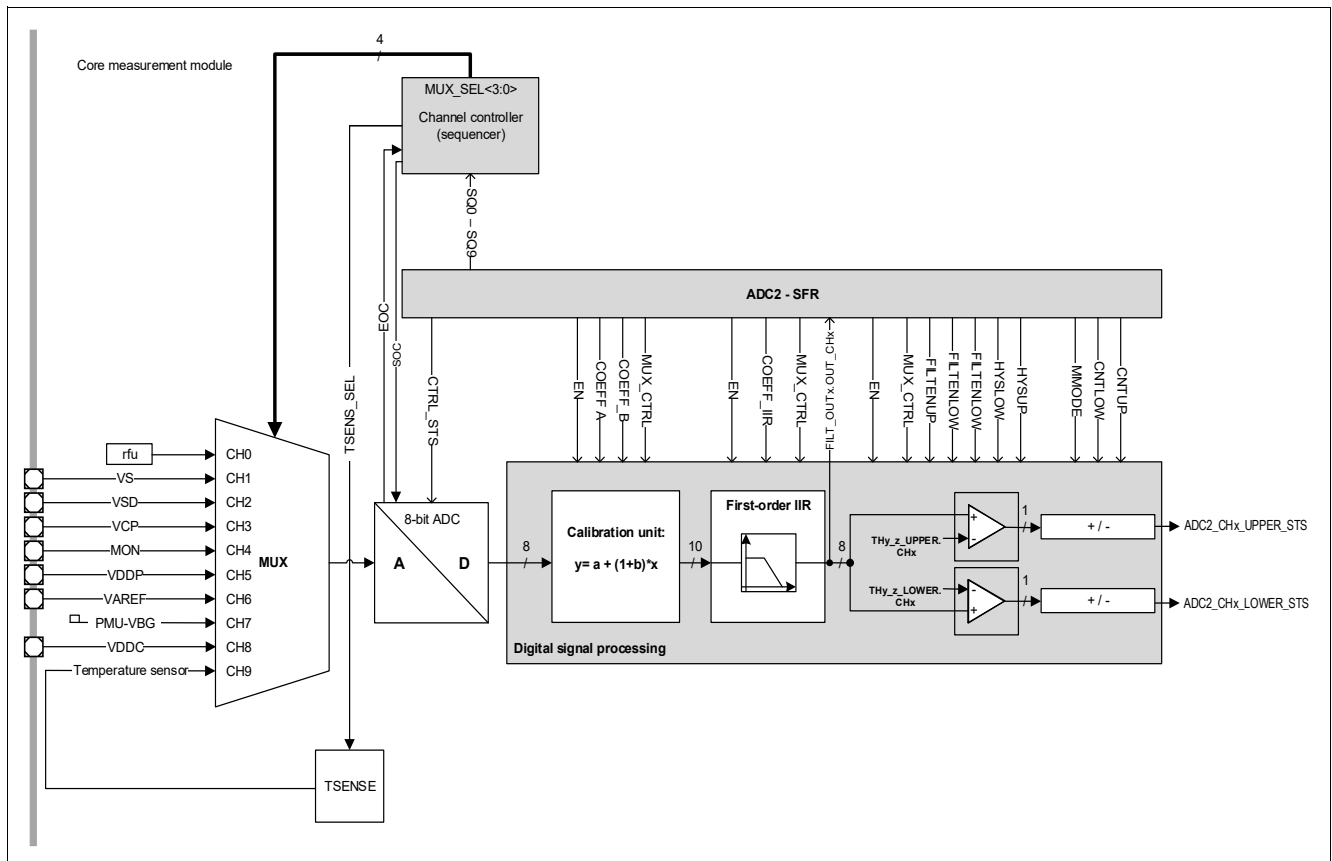 Core measurement module
4
MUX_SEL<3:0>
Channel controller
(sequencer)
SQ0 – SQ9
ADC2 - SFR
TSENS_SEL
EOC
SOC
CTRL_STS
EN
COEFF A
COEFF_B
MUX_CTRL
EN
COEFF_IIR
MUX_CTRL
FILT_OUTx.OUT_CHx
EN
MUX_CTRL
FILTENUP
FILTENLOW
FILTENLOW
HYSLOW
HYSUP
MMODE
CNTLOW
CNTUP
rfu
CH0
VS
CH1
VSD
CH2
VCP
CH3
MON
CH4
VDDP
CH5
VAREF
CH6
PMU-VBG
CH7
VDDC
CH8
Temperature sensor
CH9
MUX
8-bit ADC
A
D
8
Calibration unit:
y= a + (1+b)*x
10
First-order IIR
8
THy_z_UPPER.
CHx
+
-
1
+ / -
ADC2_CHx_UPPER_STS
THy_z_LOWER.
CHx
-
+
1
+ / -
ADC2_CHx_LOWER_STS
Digital signal processing
TSENSE